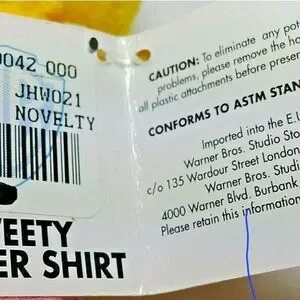 0042 000
JHW021
NOVELTY
WEETY
ER SHIRT
CAUTION: To eliminate any pot
problems, please remove the ha
all plastic attachments before presen
CONFORMS TO ASTM STAN
Imported into the E.U
Warner Bros. Studio Sto
c/o 135 Wardour Street London
Warner Bros. Studi
4000 Warner Blvd. Burbank
Please retain this information